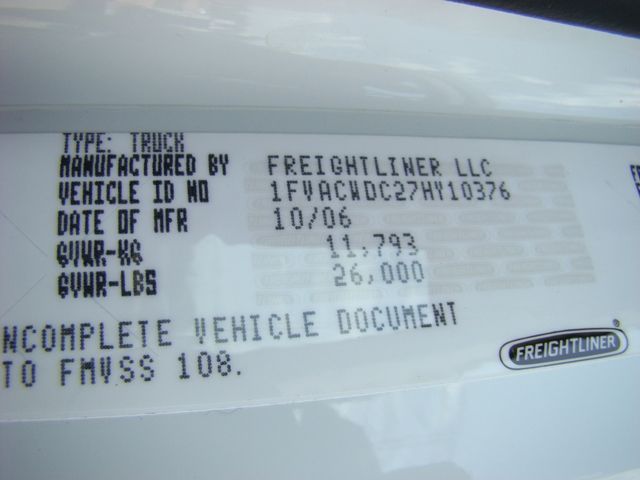 TYPE: TRUCK
MANUFACTURED BY FREIGHTLINER LLC
VEHICLE ID NO 1FVACWDC27HY10376
DATE OF MFR 10/06
GVWR-KG 11,793
GVWR-LBS 26,000
NCOMPLETE VEHICLE DOCUMENT
TO FMVSS 108.
FREIGHTLINER®